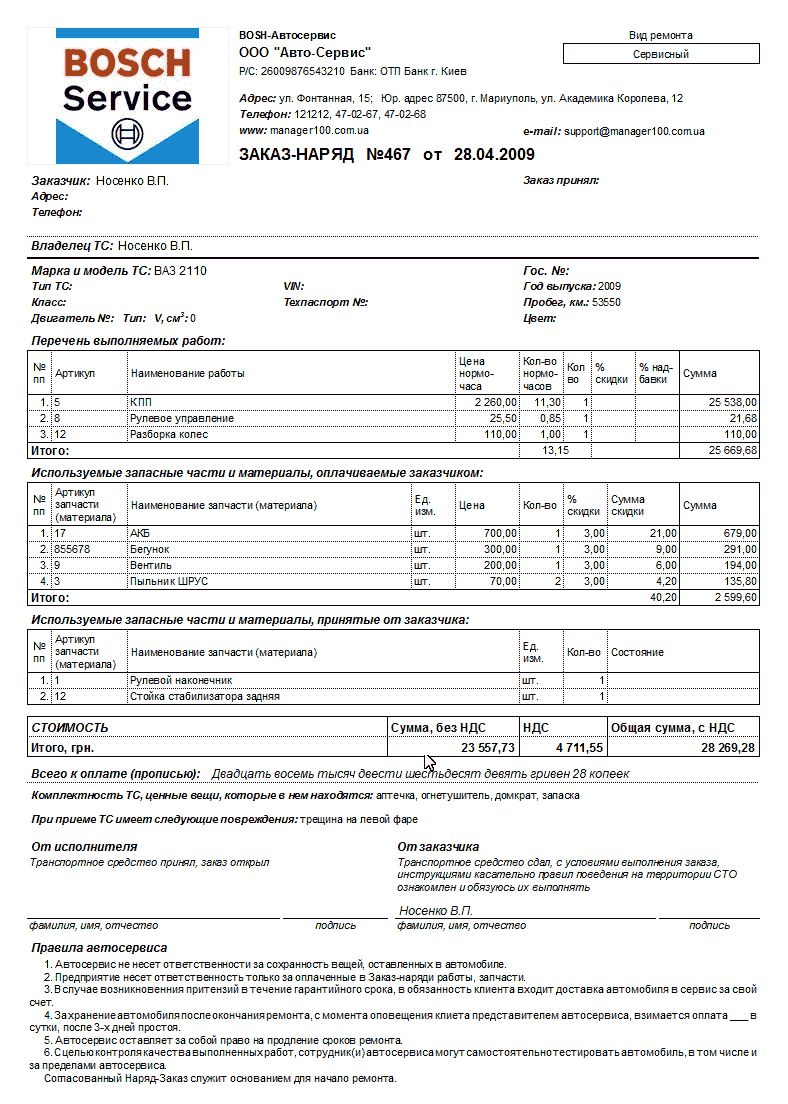 BOSCH
Service
BOSH-Автосервис
ООО "Авто-Сервис"
Р/С: 26009876543210 Банк: ОТП Банк г. Киев
Вид ремонта
Сервисный
Адрес: ул. Фонтанная, 15; Юр. адрес 87500, г. Мариуполь, ул. Академика Королева, 12
Телефон: 121212, 47-02-67, 47-02-68
www: manager100.com.ua e-mail: support@manager100.com.ua
ЗАКАЗ-НАРЯД №467 от 28.04.2009
Заказчик: Носенко В.П. Заказ принял:
Адрес:
Телефон:
Владелец ТС: Носенко В.П.
Марка и модель ТС: ВАЗ 2110 Гос. №:
Тип ТС: VIN: Год выпуска: 2009
Класс: Техпаспорт №: Пробег, км.: 53550
Двигатель №: Тип: V, см3: 0 Цвет:
Перечень выполняемых работ:
№ пп Артикул Наименование работы Цена нормо-часа Кол-во нормо-часов Кол во % скидки % над-бавки Сумма
1. 5 КПП 2 260,00 11,30 1 25 538,00
2. 8 Рулевое управление 25,50 0,85 1 21,68
3. 12 Разборка колес 110,00 1,00 1 110,00
Итого: 13,15 25 669,68
Используемые запасные части и материалы, оплачиваемые заказчиком:
№ пп Артикул запчасти (материала) Наименование запчасти (материала) Ед. изм. Цена Кол-во % скидки Сумма скидки Сумма
1. 17 АКБ шт. 700,00 1 3,00 21,00 679,00
2. 855678 Бегунок шт. 300,00 1 3,00 9,00 291,00
3. 9 Вентиль шт. 200,00 1 3,00 6,00 194,00
4. 3 Пыльник ШРУС шт. 70,00 2 3,00 4,20 135,80
Итого: 40,20 2 599,60
Используемые запасные части и материалы, принятые от заказчика:
№ пп Артикул запчасти (материала) Наименование запчасти (материала) Ед. изм. Кол-во Состояние
1. 1 Рулевой наконечник шт. 1
2. 12 Стойка стабилизатора задняя шт. 1
СТОИМОСТЬ Сумма, без НДС НДС Общая сумма, с НДС
Итого, грн. 23 557,73 4 711,55 28 269,28
Всего к оплате (прописью): Двадцать восемь тысяч двести шестьдесят девять гривен 28 копеек
Комплектность ТС, ценные вещи, которые в нем находятся: аптечка, огнетушитель, домкрат, запаска
При приеме ТС имеет следующие повреждения: трещина на левой фаре
От исполнителя От заказчика
Транспортное средство принял, заказ открыл Транспортное средство сдал, с условиями выполнения заказа,
инструкциями касательно правил поведения на территории СТО
ознакомлен и обязуюсь их выполнять
Носенко В.П.
фамилия, имя, отчество подпись фамилия, имя, отчество подпись
Правила автосервиса
1. Автосервис не несет ответственности за сохранность вещей, оставленных в автомобиле.
2. Предприятие несет ответственность только за оплаченные в Заказ-наряди работы, запчасти.
3. В случае возникновения притензий в течение гарантийного срока, в обязанность клиента входит доставка автомобиля в сервис за свой
счет.
4. За хранение автомобиля после окончания ремонта, с момента оповещения клиета представителем автосервиса, взимается оплата ___ в
сутки, после 3-х дней простоя.
5. Автосервис оставляет за собой право на продление сроков ремонта.
6. С целью контроля качества выполненных работ, сотрудник(и) автосервиса могут самостоятельно тестировать автомобиль, в том числе и
за пределами автосервиса.
Согласованный Наряд-Заказ служит основанием для начало ремонта.